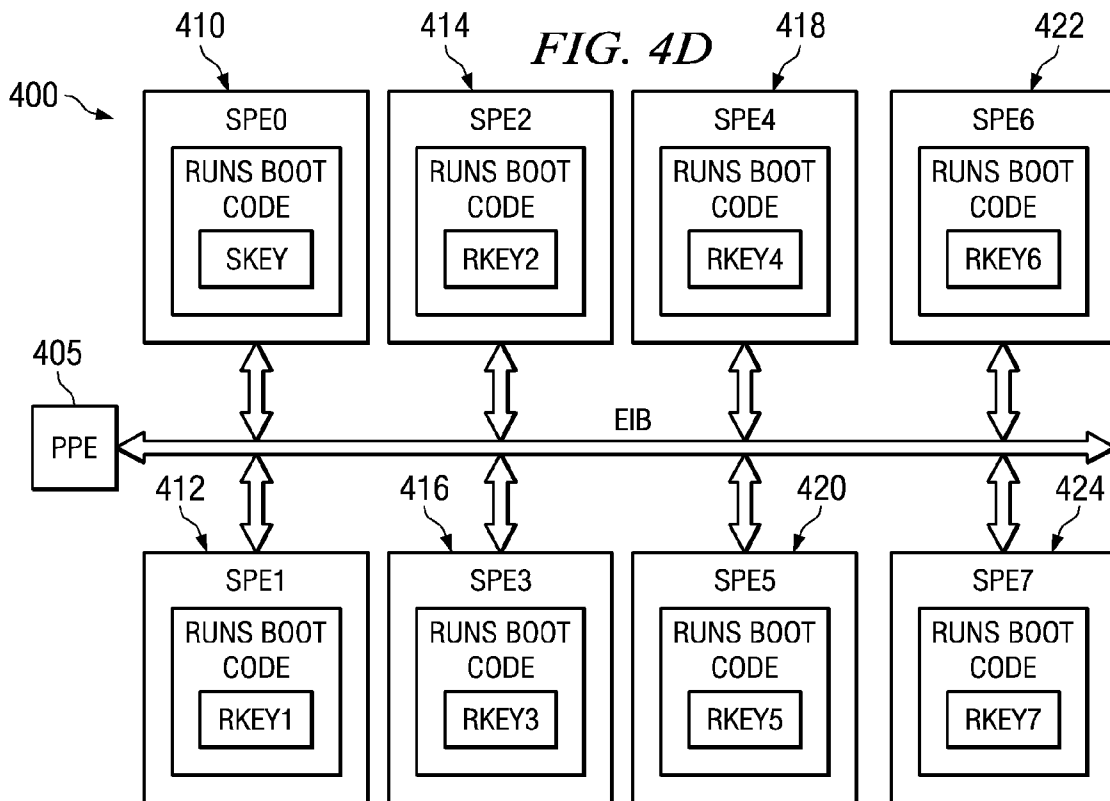 410
414
FIG. 4D
418
422
400
SPE0
RUNS BOOT
CODE
SKEY
SPE2
RUNS BOOT
CODE
RKEY2
SPE4
RUNS BOOT
CODE
RKEY4
SPE6
RUNS BOOT
CODE
RKEY6
405
PPE
EIB
412
416
420
424
SPE1
RUNS BOOT
CODE
RKEY1
SPE3
RUNS BOOT
CODE
RKEY3
SPE5
RUNS BOOT
CODE
RKEY5
SPE7
RUNS BOOT
CODE
RKEY7